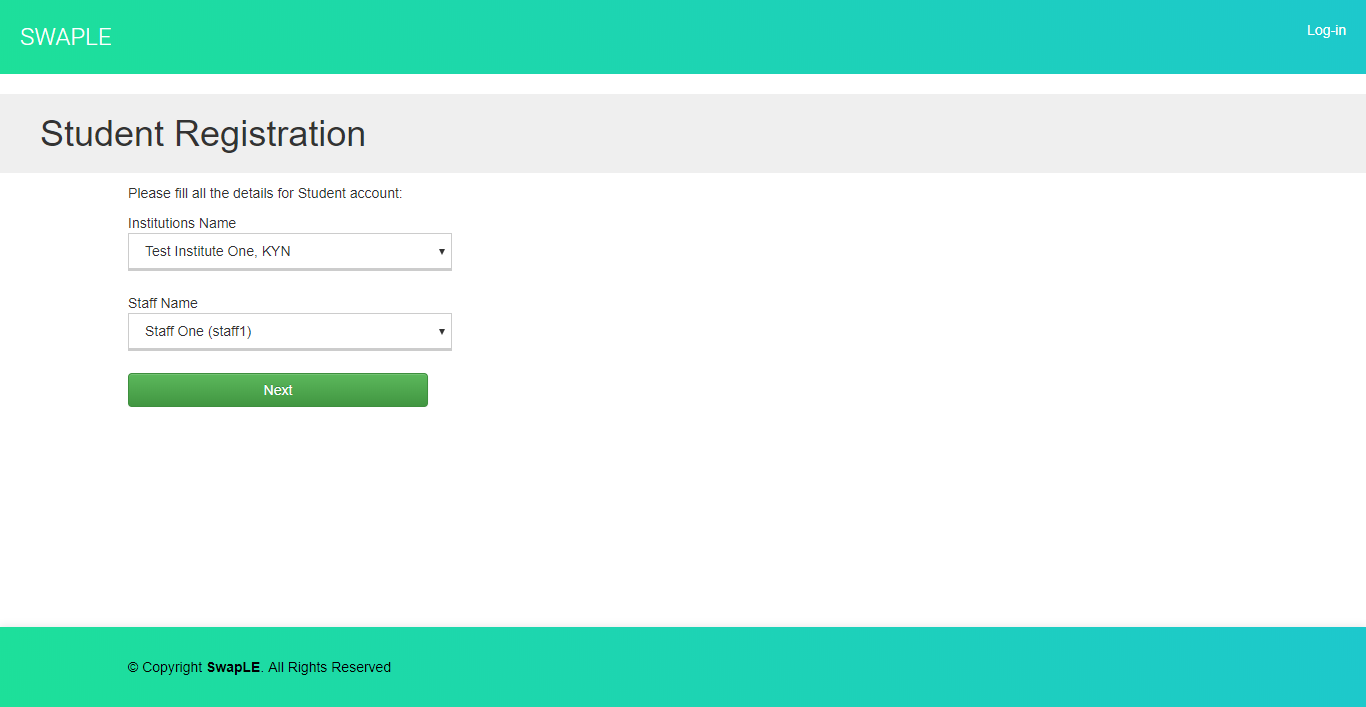 SWAPLE
Log-in
Student Registration
Please fill all the details for Student account:
Institutions Name
Test Institute One, KYN
Staff Name
Staff One (staff1)
Next
© Copyright SwapLE. All Rights Reserved